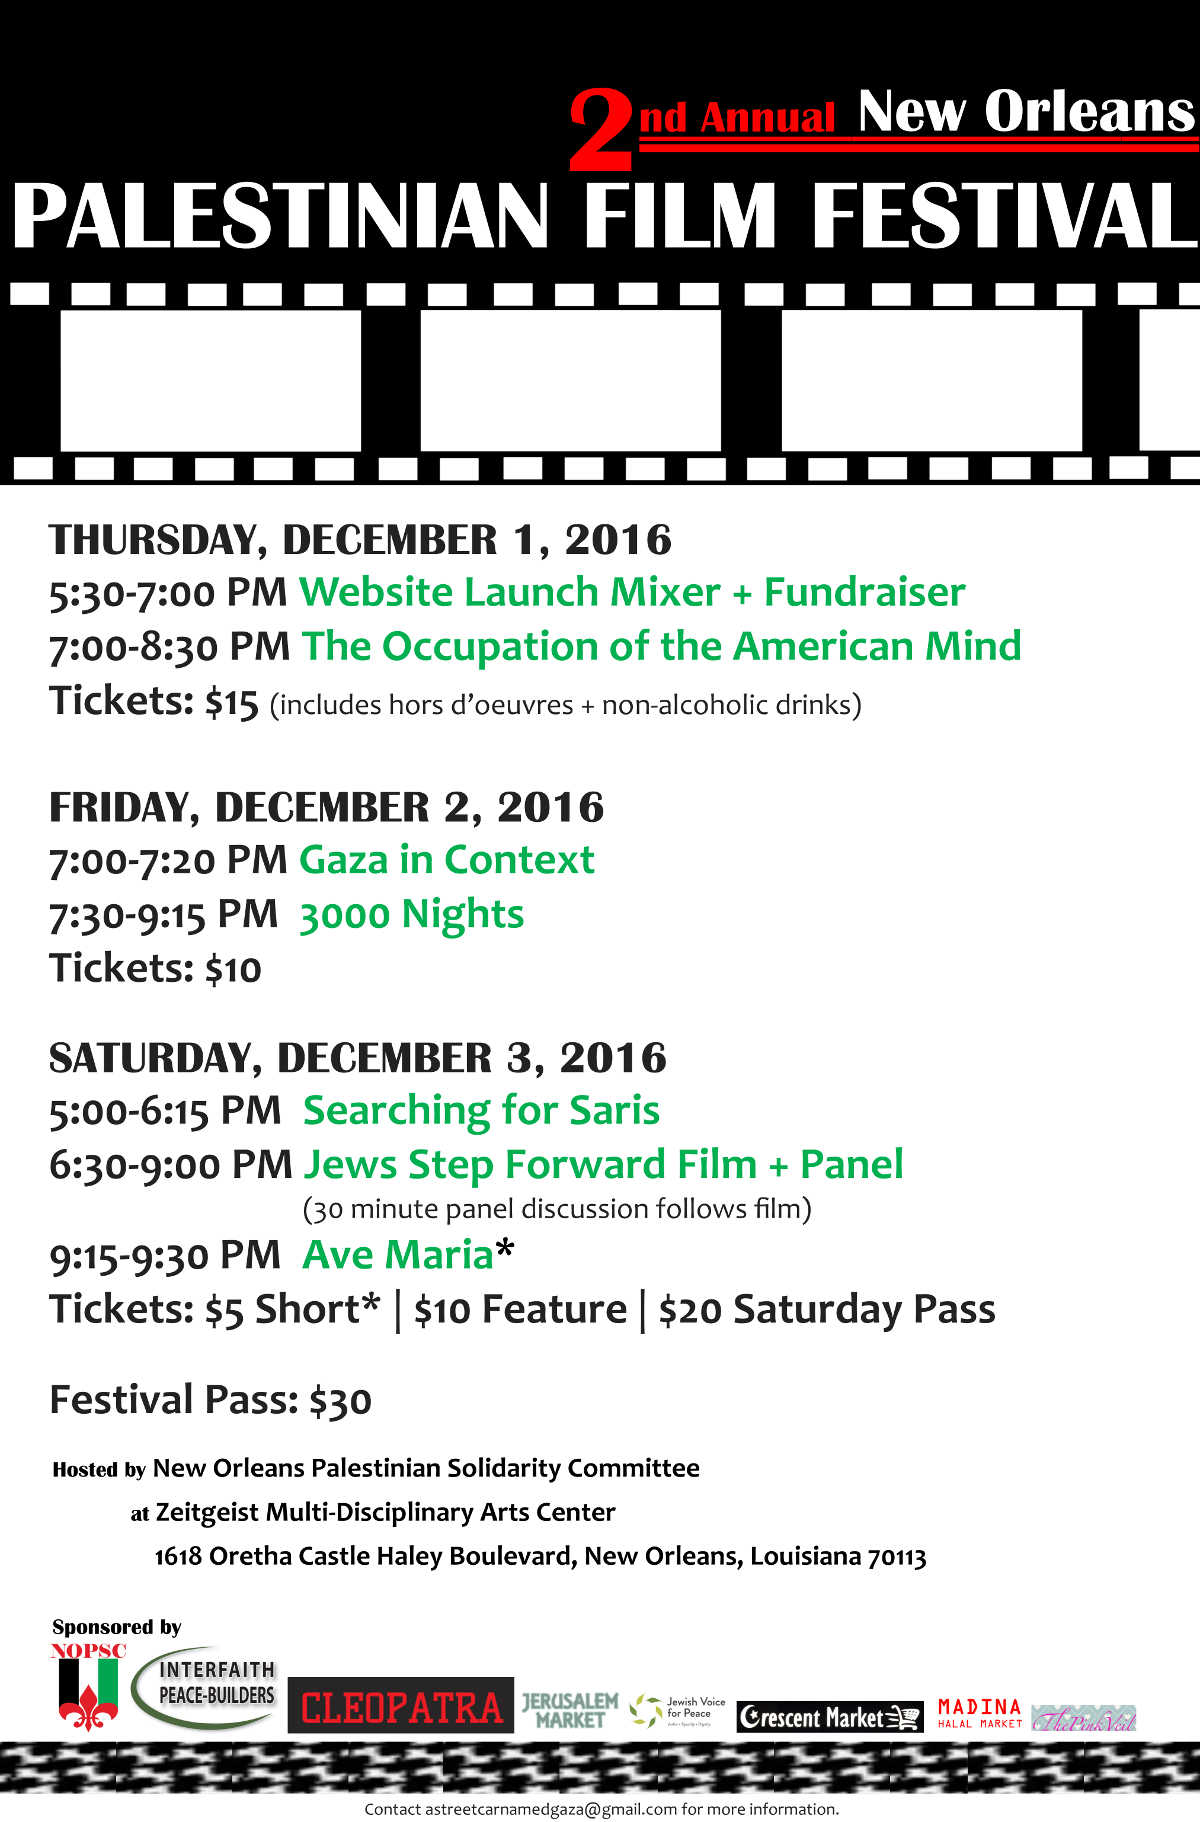 2nd Annual New Orleans
PALESTINIAN FILM FESTIVAL
THURSDAY, DECEMBER 1, 2016
5:30-7:00 PM Website Launch Mixer + Fundraiser
7:00-8:30 PM The Occupation of the American Mind
Tickets: $15 (includes hors d’oeuvres + non-alcoholic drinks)
FRIDAY, DECEMBER 2, 2016
7:00-7:20 PM Gaza in Context
7:30-9:15 PM 3000 Nights
Tickets: $10
SATURDAY, DECEMBER 3, 2016
5:00-6:15 PM Searching for Saris
6:30-9:00 PM Jews Step Forward Film + Panel
(30 minute panel discussion follows film)
9:15-9:30 PM Ave Maria*
Tickets: $5 Short* | $10 Feature | $20 Saturday Pass
Festival Pass: $30
Hosted by New Orleans Palestinian Solidarity Committee
at Zeitgeist Multi-Disciplinary Arts Center
1618 Oretha Castle Haley Boulevard, New Orleans, Louisiana 70113
Sponsored by
NOPSC
INTERFAITH
PEACE-BUILDERS
CLEOPATRA
JERUSALEM
MARKET
Jewish Voice
for Peace
Crescent Market
MADINA
HALAL MARKET
ThePinkVeil
Contact astreetcarnamedgaza@gmail.com for more information.